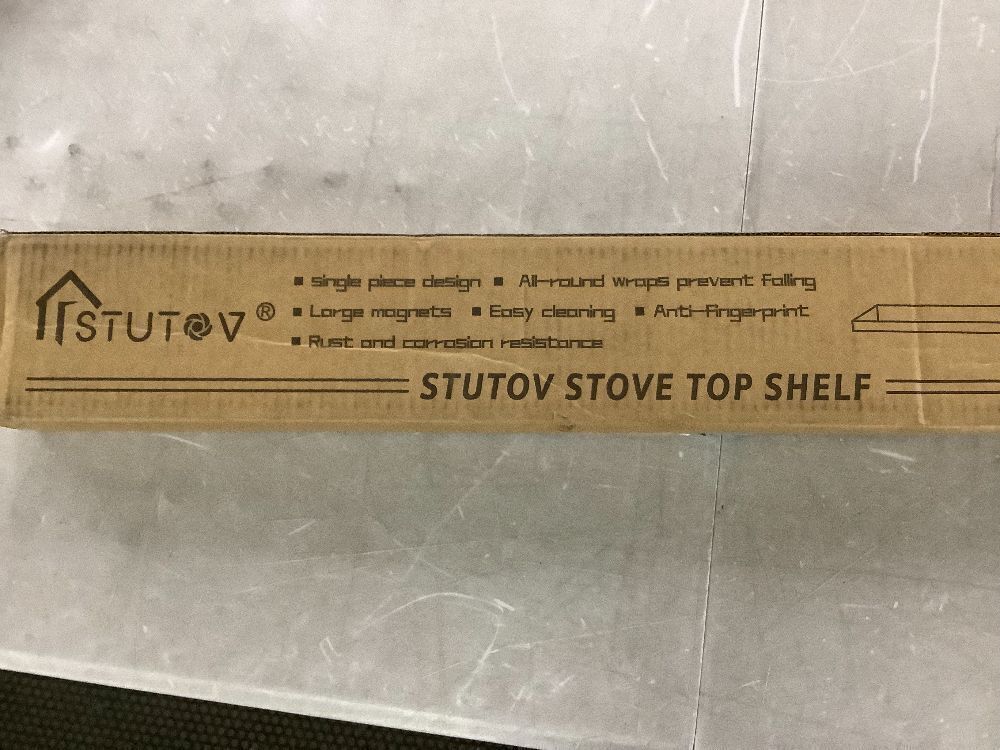 STUTOV®
■ single piece design ■ All-round wraps prevent falling
■ Large magnets ■ Easy cleaning ■ Anti-fingerprint
■ Rust and corrosion resistance
STUTOV STOVE TOP SHELF